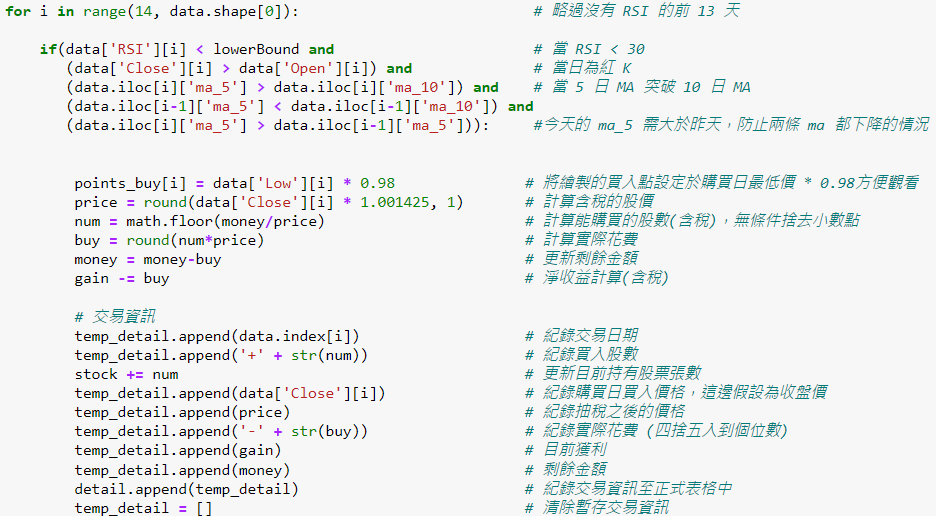 for i in range(14, data.shape[0]): # 略過沒有 RSI 的前 13 天
if(data['RSI'][i] < lowerBound and # 當 RSI < 30
(data['Close'][i] > data['Open'][i]) and # 當日為紅 K
(data.iloc[i]['ma_5'] > data.iloc[i]['ma_10']) and # 當 5 日 MA 突破 10 日 MA
(data.iloc[i-1]['ma_5'] < data.iloc[i-1]['ma_10']) and
(data.iloc[i]['ma_5'] > data.iloc[i-1]['ma_5'])): #今天的 ma_5 需大於昨天，防止兩條 ma 都下降的情況
points_buy[i] = data['Low'][i] * 0.98 # 將繪製的買入點設定於購買日最低價 * 0.98方便觀看
price = round(data['Close'][i] * 1.001425, 1) # 計算含稅的股價
num = math.floor(money/price) # 計算能購買的股數(含稅)，無條件捨去小數點
buy = round(num*price) # 計算實際花費
money = money-buy # 更新剩餘金額
gain -= buy # 淨收益計算(含稅)
# 交易資訊
temp_detail.append(data.index[i]) # 紀錄交易日期
temp_detail.append('+' + str(num)) # 紀錄買入股數
stock += num # 更新目前持有股票張數
temp_detail.append(data['Close'][i]) # 紀錄購買日買入價格，這邊假設為收盤價
temp_detail.append(price) # 紀錄抽稅之後的價格
temp_detail.append('-' + str(buy)) # 紀錄實際花費 (四捨五入到個位數)
temp_detail.append(gain) # 目前獲利
temp_detail.append(money) # 剩餘金額
detail.append(temp_detail) # 紀錄交易資訊至正式表格中
temp_detail = [] # 清除暫存交易資訊